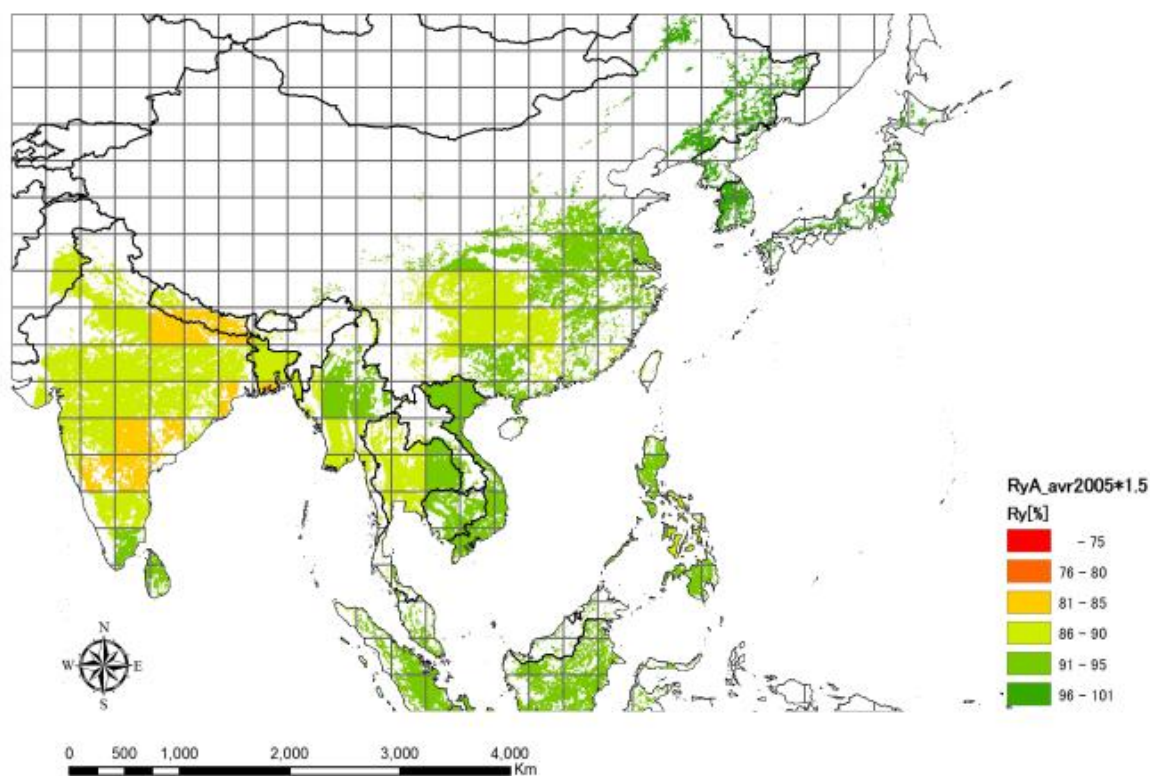 RyA_avr2005*1.5
Ry[%]
- 75
76 - 80
81 - 85
86 - 90
91 - 95
96 - 101
N
W E
S
0 500 1,000 2,000 3,000 4,000
Km